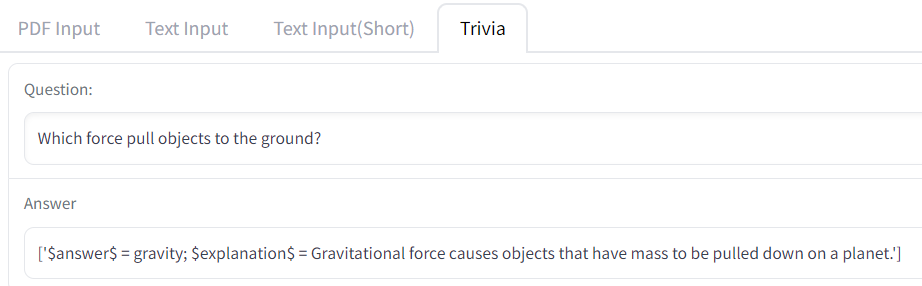 PDF Input Text Input Text Input(Short) Trivia
Question:
Which force pull objects to the ground?
Answer
['$answer$ = gravity; $explanation$ = Gravitational force causes objects that have mass to be pulled down on a planet.']